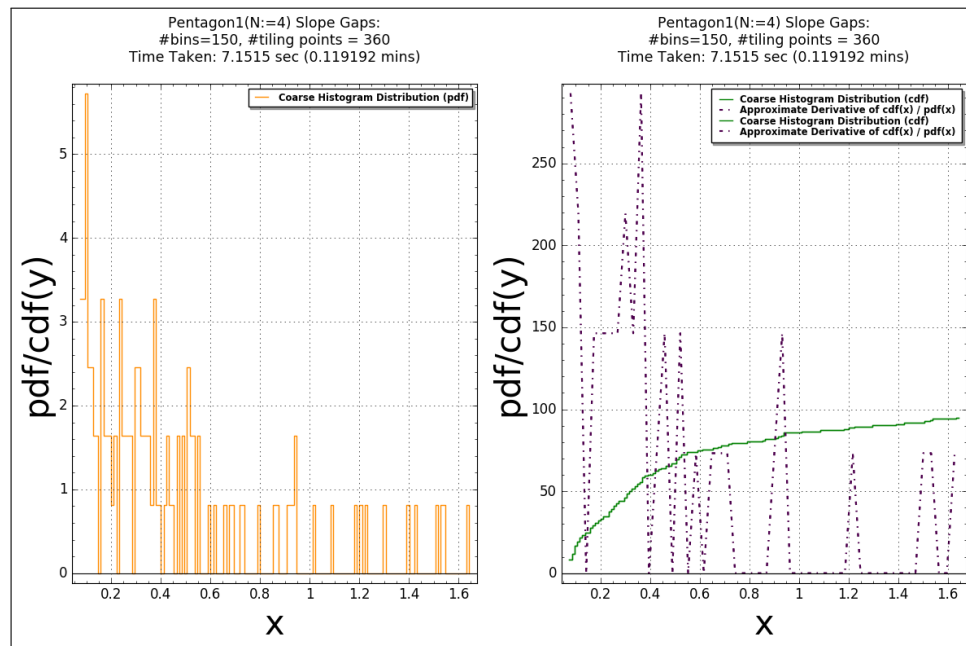 Pentagon1(N:=4) Slope Gaps:
#bins=150, #tiling points = 360
Time Taken: 7.1515 sec (0.119192 mins)
Coarse Histogram Distribution (pdf)
5
4
3
2
1
0
pdf/cdf(y)
0.2 0.4 0.6 0.8 1.0 1.2 1.4 1.6
x
Pentagon1(N:=4) Slope Gaps:
#bins=150, #tiling points = 360
Time Taken: 7.1515 sec (0.119192 mins)
Coarse Histogram Distribution (cdf)
Approximate Derivative of cdf(x) / pdf(x)
Coarse Histogram Distribution (cdf)
Approximate Derivative of cdf(x) / pdf(x)
250
200
150
100
50
0
pdf/cdf(y)
0.2 0.4 0.6 0.8 1.0 1.2 1.4 1.6
x